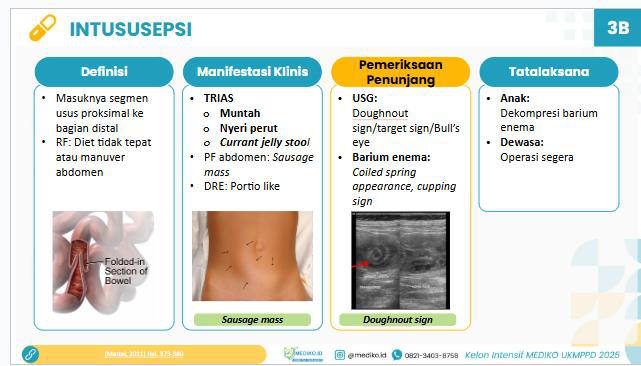 INTUSUSEPSI
3B
Definisi
• Masuknya segmen
usus proksimal ke
bagian distal
• RF: Diet tidak tepat
atau manuver
abdomen
Folded-in
Section of
Bowel
Manifestasi Klinis
• TRIAS
o Muntah
o Nyeri perut
o Currant jelly stool
• PF abdomen: Sausage
mass
• DRE: Portio like
Sausage mass
Pemeriksaan
Penunjang
• USG:
Doughnout
sign/target sign/Bull's
eye
• Barium enema:
Coiled spring
appearance, cupping
sign
Doughnout sign
Tatalaksana
• Anak:
Dekompresi barium
enema
• Dewasa:
Operasi segera
MEDIKO.ID
@mediko.id
0821-3403-8758
Kelon Intensif MEDIKO UKMPPD 2025